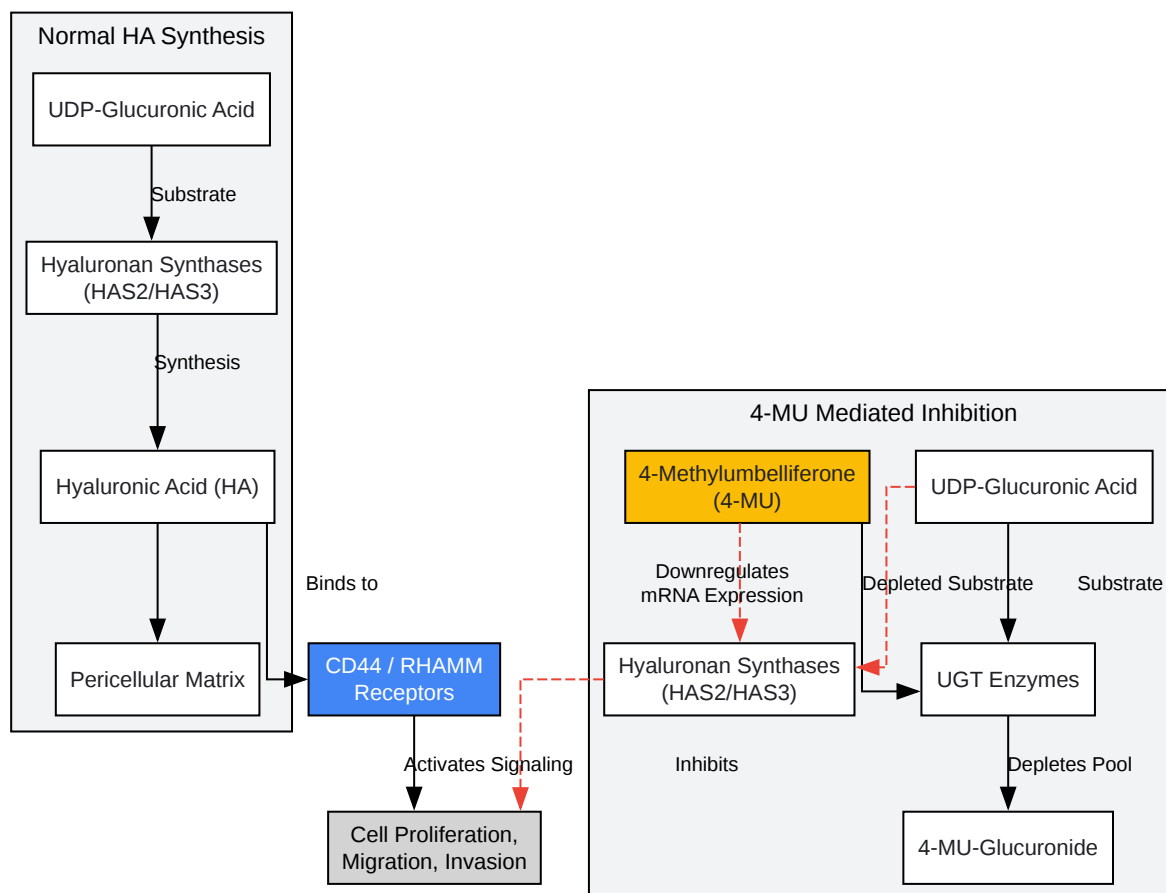 Normal HA Synthesis
UDP-Glucuronic Acid
Substrate
Hyaluronan Synthases
(HAS2/HAS3)
Synthesis
Hyaluronic Acid (HA)
Binds to
Pericellular Matrix
CD44 / RHAMM
Receptors
Activates Signaling
Cell Proliferation,
Migration, Invasion
4-MU Mediated Inhibition
4-Methylumbelliferone
(4-MU)
UDP-Glucuronic Acid
Downregulates
mRNA Expression
Depleted Substrate
Substrate
Hyaluronan Synthases
(HAS2/HAS3)
UGT Enzymes
Inhibits
Depletes Pool
4-MU-Glucuronide